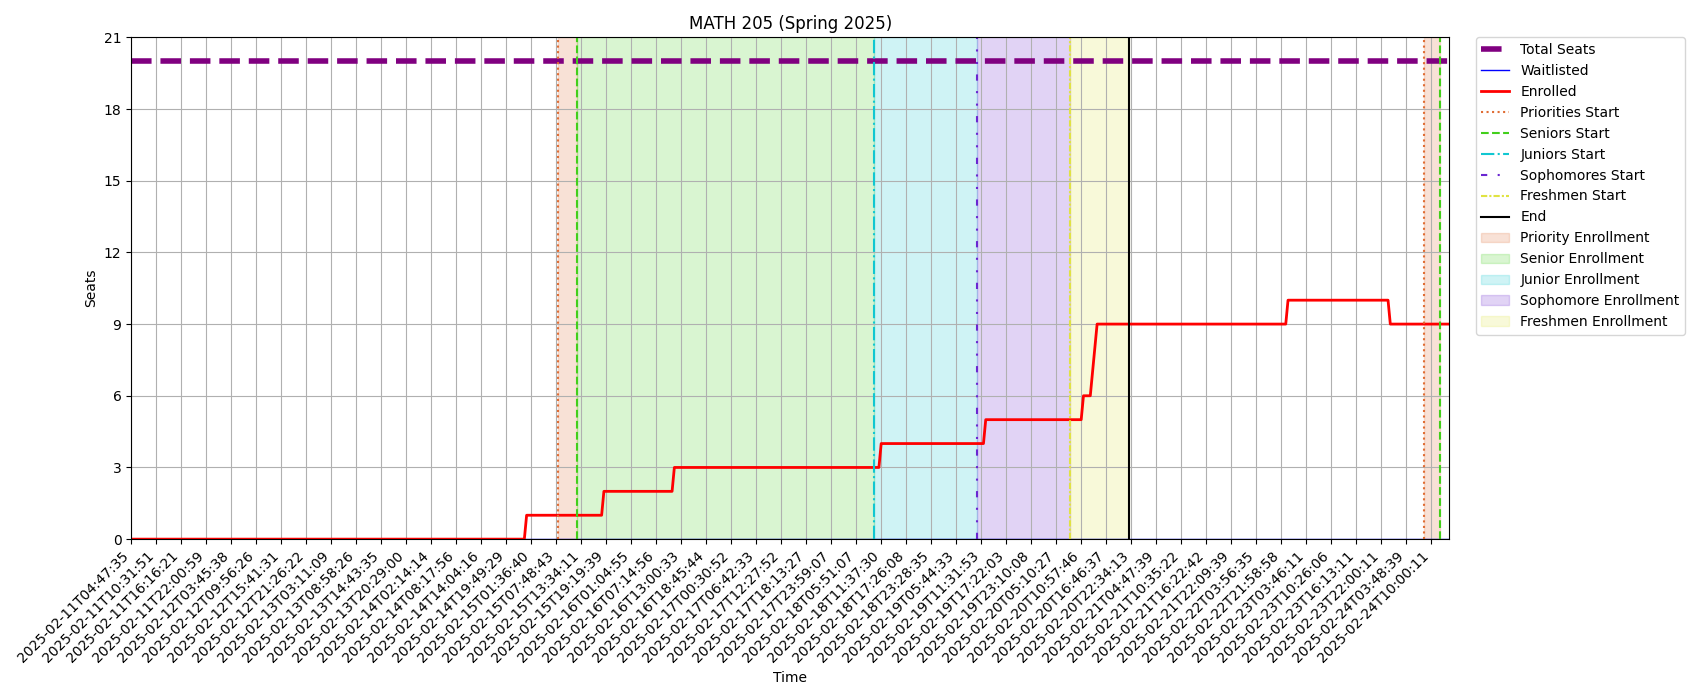 MATH 205 (Spring 2025)
21
18
15
12
9
6
3
0
Seats
2025-02-11T04:47:35
2025-02-11T10:31:51
2025-02-11T16:16:21
2025-02-11T22:00:59
2025-02-12T03:45:38
2025-02-12T09:56:26
2025-02-12T15:41:31
2025-02-12T21:26:22
2025-02-13T03:11:09
2025-02-13T08:58:26
2025-02-13T14:43:35
2025-02-13T20:29:00
2025-02-14T02:14:14
2025-02-14T08:17:56
2025-02-14T14:04:16
2025-02-14T19:49:29
2025-02-15T01:36:40
2025-02-15T07:48:43
2025-02-15T13:34:11
2025-02-15T19:19:39
2025-02-16T01:04:55
2025-02-16T07:14:56
2025-02-16T13:00:33
2025-02-16T18:45:44
2025-02-17T00:30:52
2025-02-17T06:42:33
2025-02-17T12:27:52
2025-02-17T18:13:27
2025-02-17T23:59:07
2025-02-18T05:51:07
2025-02-18T11:37:30
2025-02-18T17:26:08
2025-02-18T23:28:35
2025-02-19T05:44:33
2025-02-19T11:31:53
2025-02-19T17:22:03
2025-02-19T23:10:08
2025-02-20T05:10:27
2025-02-20T10:57:46
2025-02-20T16:46:37
2025-02-20T22:34:13
2025-02-21T04:47:39
2025-02-21T10:35:22
2025-02-21T16:22:42
2025-02-21T22:09:39
2025-02-22T03:56:35
2025-02-22T21:58:58
2025-02-23T03:46:11
2025-02-23T10:26:06
2025-02-23T16:13:11
2025-02-23T22:00:11
2025-02-24T03:48:39
2025-02-24T10:00:11
Time
Total Seats
Waitlisted
Enrolled
Priorities Start
Seniors Start
Juniors Start
Sophomores Start
Freshmen Start
End
Priority Enrollment
Senior Enrollment
Junior Enrollment
Sophomore Enrollment
Freshmen Enrollment